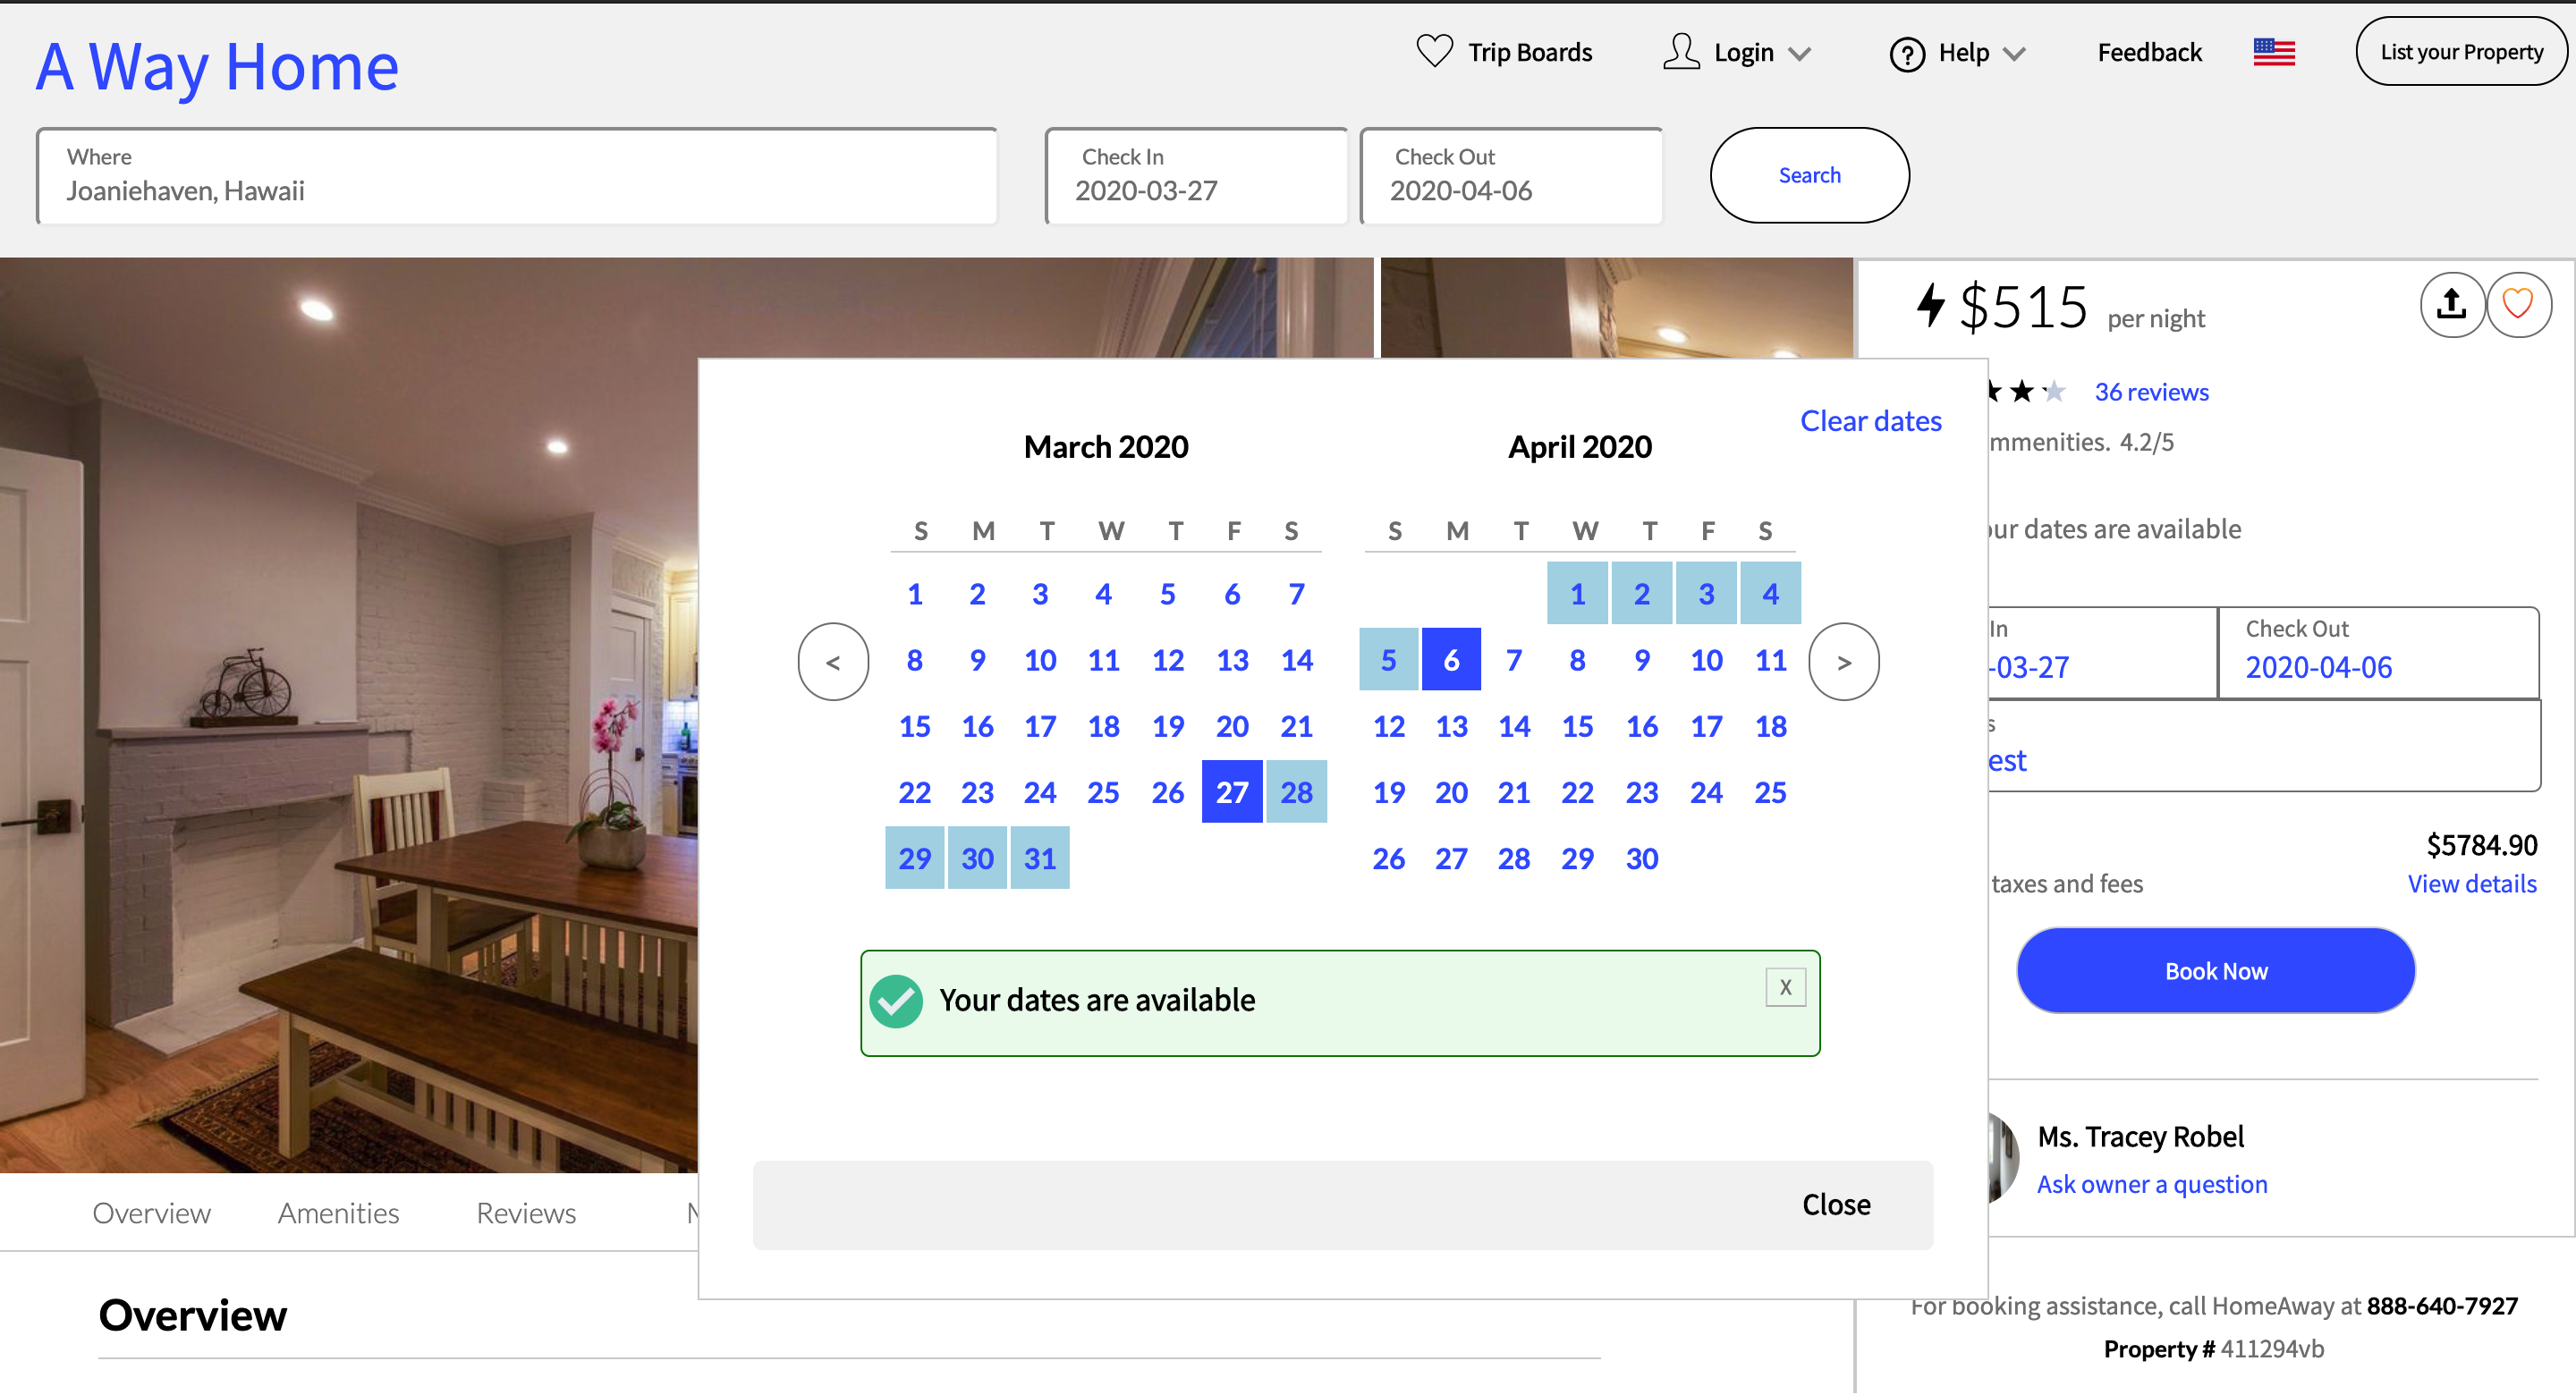 A Way Home
Trip Boards
Login
Help
Feedback
List your Property
Where
Joaniehaven, Hawaii
Check In
2020-03-27
Check Out
2020-04-06
Search
$515 per night
36 reviews
4.2/5
dates are available
In
-03-27
Check Out
2020-04-06
$5784.90
taxes and fees
View details
Book Now
Ms. Tracey Robel
Ask owner a question
For booking assistance, call HomeAway at 888-640-7927
Property # 411294vb
Clear dates
March 2020
S M T W T F S
1 2 3 4 5 6 7
8 9 10 11 12 13 14
15 16 17 18 19 20 21
22 23 24 25 26 27 28
29 30 31
April 2020
S M T W T F S
1 2 3 4
5 6 7 8 9 10 11
12 13 14 15 16 17 18
19 20 21 22 23 24 25
26 27 28 29 30
<
>
Your dates are available
X
Close
Overview
Amenities
Reviews
Overview